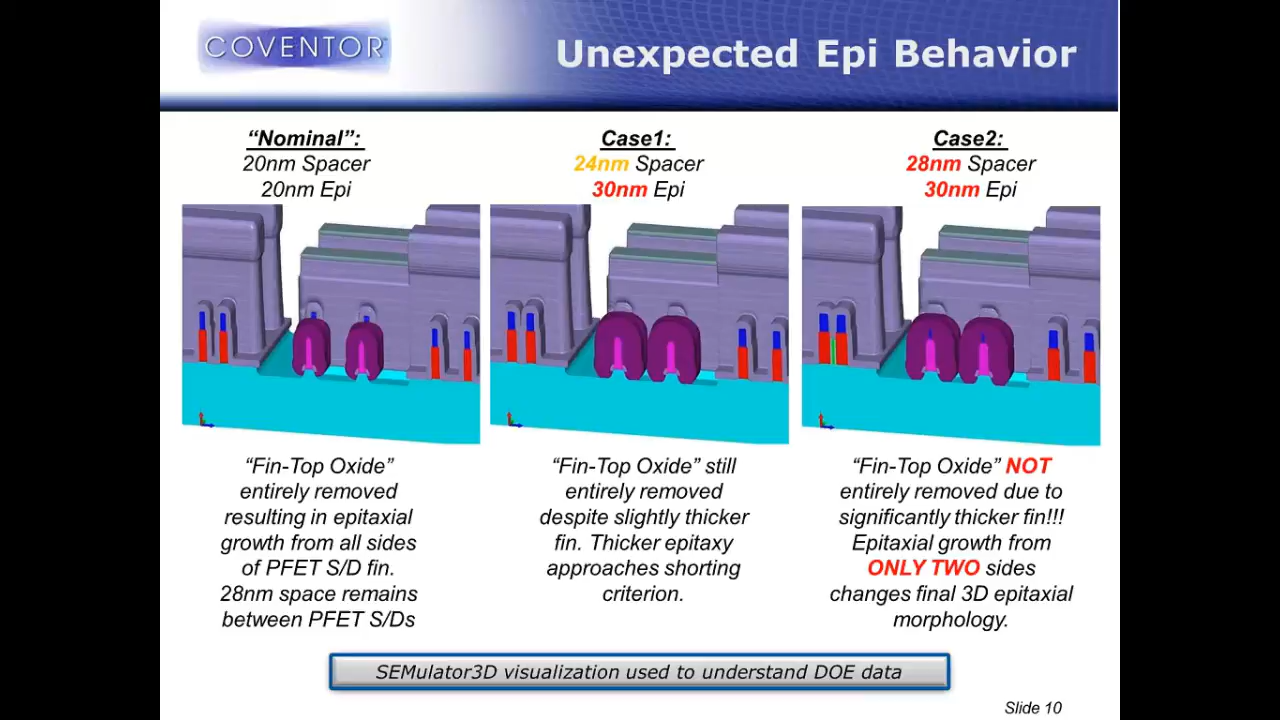 COVENTOR
Unexpected Epi Behavior
“Nominal”:
20nm Spacer
20nm Epi
Case1:
24nm Spacer
30nm Epi
Case2:
28nm Spacer
30nm Epi
“Fin-Top Oxide”
entirely removed
resulting in epitaxial
growth from all sides
of PFET S/D fin.
28nm space remains
between PFET S/Ds
“Fin-Top Oxide” still
entirely removed
despite slightly thicker
fin. Thicker epitaxy
approaches shorting
criterion.
“Fin-Top Oxide” NOT
entirely removed due to
significantly thicker fin!!!
Epitaxial growth from
ONLY TWO sides
changes final 3D epitaxial
morphology.
SEMulator3D visualization used to understand DOE data
Slide 10